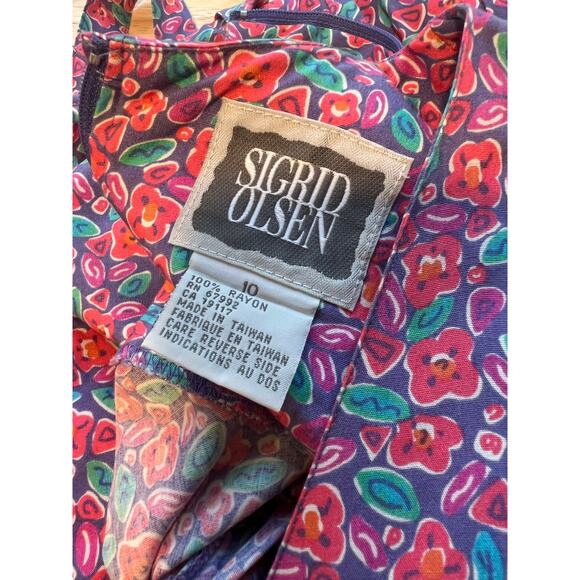 SIGRID
OLSEN
10
100% RAYON
RN 67992
CA 19117
MADE IN TAIWAN
FABRIQUE EN TAIWAN
CARE REVERSE SIDE
INDICATIONS AU DOS